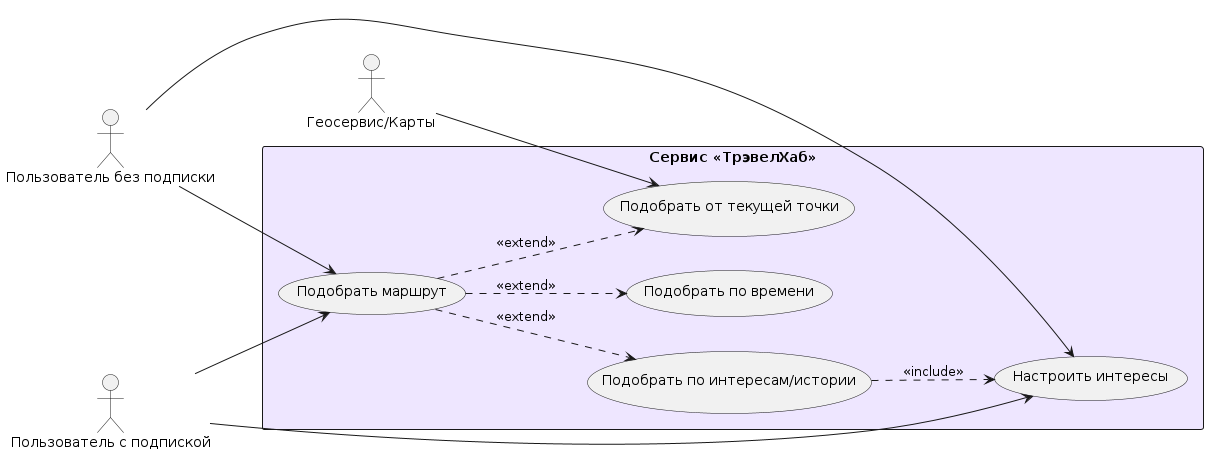 Геосервис/Карты
Сервис «ТрэвелХаб»
Пользователь без подписки
Подобрать от текущей точки
«extend»
Подобрать маршрут
«extend»
Подобрать по времени
«extend»
Подобрать по интересам/истории
«include»
Настроить интересы
Пользователь с подпиской